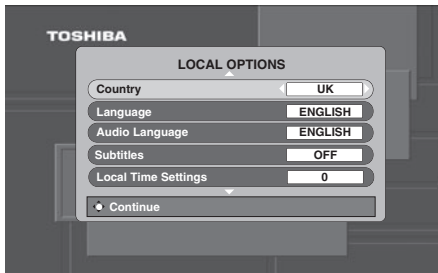 TOSHIBA
LOCAL OPTIONS
Country UK
Language ENGLISH
Audio Language ENGLISH
Subtitles OFF
Local Time Settings 0
Continue